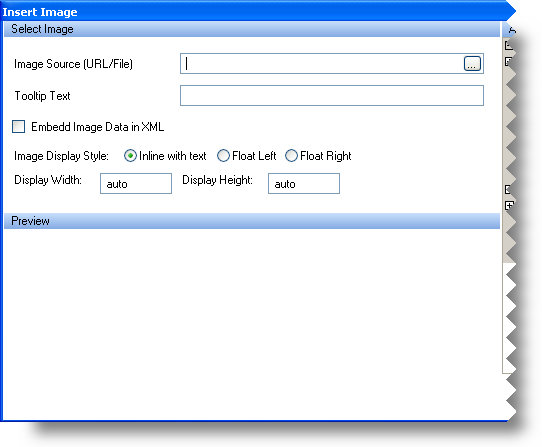 Insert Image
Select Image
Image Source (URL/File)
...
Tooltip Text
Embedd Image Data in XML
Image Display Style: Inline with text Float Left Float Right
Display Width: auto Display Height: auto
Preview